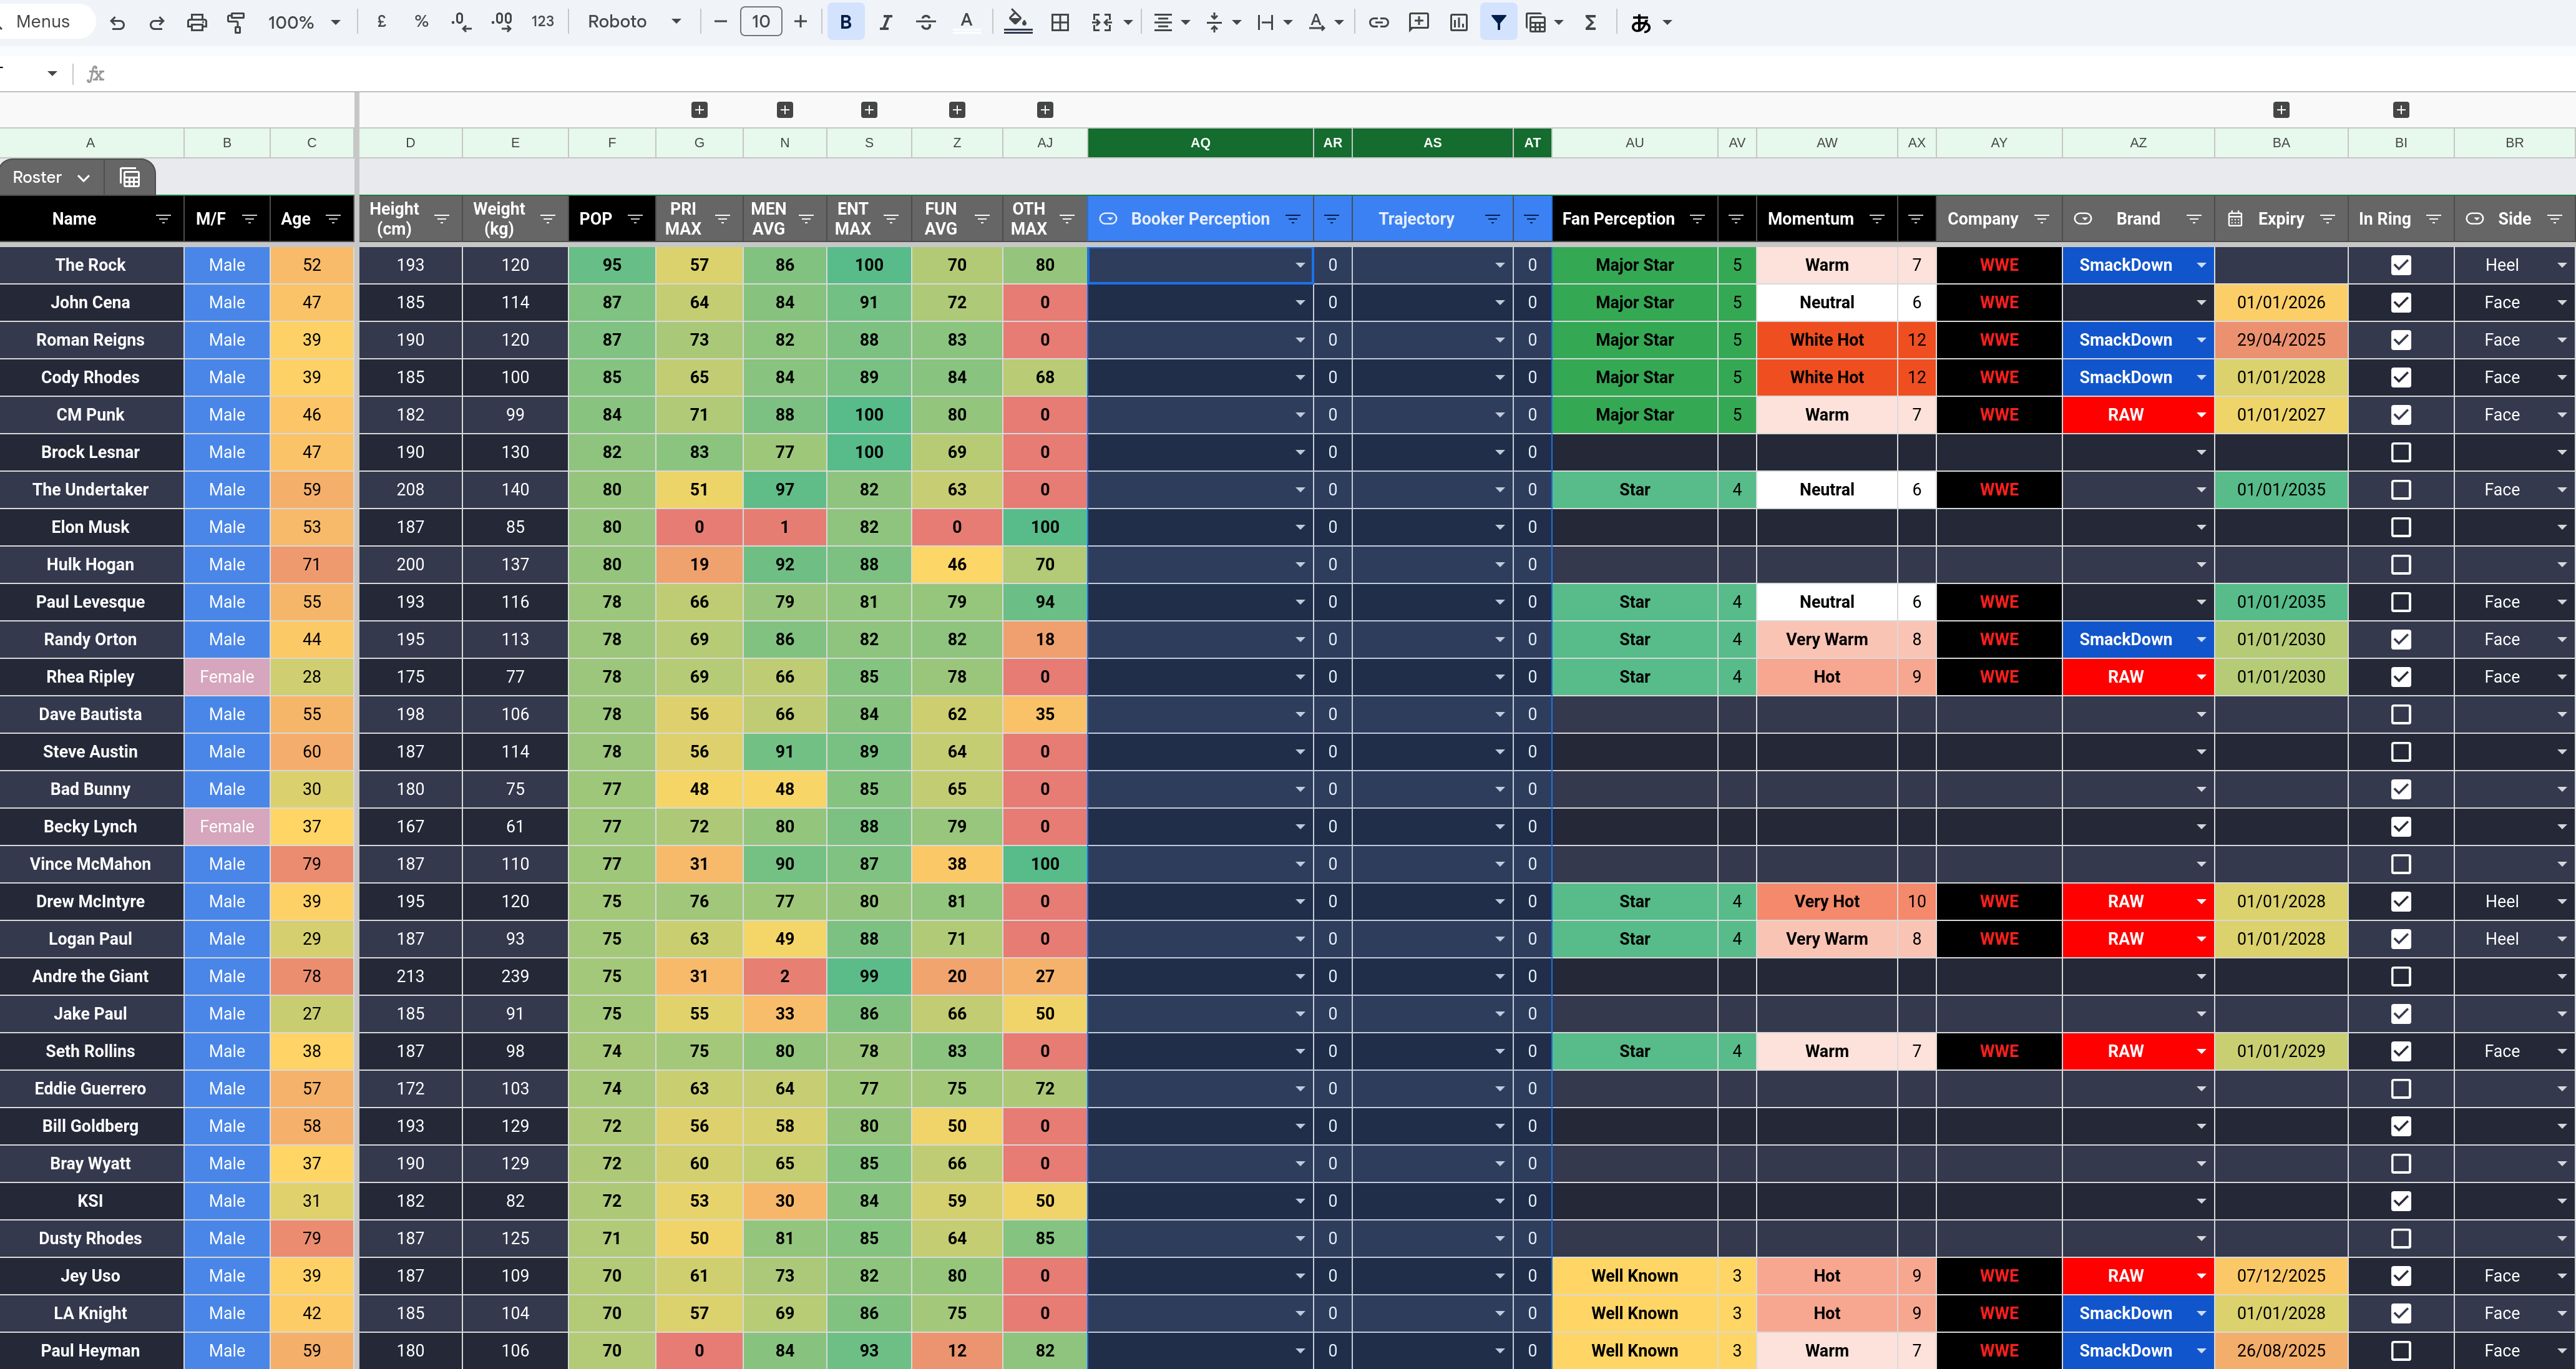 Menus 100% £ % .0 .00 123 Roboto 10 B I S A A Σ あ
fx
A B C D E F G N S Z AJ AQ AR AS AT AU AV AW AX AY AZ BA BI BR
Roster
Name M/F Age Height (cm) Weight (kg) POP PRI MAX MEN AVG ENT MAX FUN AVG OTH MAX Booker Perception Trajectory Fan Perception Momentum Company Brand Expiry In Ring Side
The Rock Male 52 193 120 95 57 86 100 70 80 0 0 Major Star 5 Warm 7 WWE SmackDown Heel
John Cena Male 47 185 114 87 64 84 91 72 0 0 0 Major Star 5 Neutral 6 WWE 01/01/2026 Face
Roman Reigns Male 39 190 120 87 73 82 88 83 0 0 0 Major Star 5 White Hot 12 WWE SmackDown 29/04/2025 Face
Cody Rhodes Male 39 185 100 85 65 84 89 84 68 0 0 Major Star 5 White Hot 12 WWE SmackDown 01/01/2028 Face
CM Punk Male 46 182 99 84 71 88 100 80 0 0 0 Major Star 5 Warm 7 WWE RAW 01/01/2027 Face
Brock Lesnar Male 47 190 130 82 83 77 100 69 0 0 0
The Undertaker Male 59 208 140 80 51 97 82 63 0 0 0 Star 4 Neutral 6 WWE 01/01/2035 Face
Elon Musk Male 53 187 85 80 0 1 82 0 100 0 0
Hulk Hogan Male 71 200 137 80 19 92 88 46 70 0 0
Paul Levesque Male 55 193 116 78 66 79 81 79 94 0 0 Star 4 Neutral 6 WWE 01/01/2035 Face
Randy Orton Male 44 195 113 78 69 86 82 82 18 0 0 Star 4 Very Warm 8 WWE SmackDown 01/01/2030 Face
Rhea Ripley Female 28 175 77 78 69 66 85 78 0 0 0 Star 4 Hot 9 WWE RAW 01/01/2030 Face
Dave Bautista Male 55 198 106 78 56 66 84 62 35 0 0
Steve Austin Male 60 187 114 78 56 91 89 64 0 0 0
Bad Bunny Male 30 180 75 77 48 48 85 65 0 0 0
Becky Lynch Female 37 167 61 77 72 80 88 79 0 0 0
Vince McMahon Male 79 187 110 77 31 90 87 38 100 0 0
Drew McIntyre Male 39 195 120 75 76 77 80 81 0 0 0 Star 4 Very Hot 10 WWE RAW 01/01/2028 Heel
Logan Paul Male 29 187 93 75 63 49 88 71 0 0 0 Star 4 Very Warm 8 WWE RAW 01/01/2028 Heel
Andre the Giant Male 78 213 239 75 31 2 99 20 27 0 0
Jake Paul Male 27 185 91 75 55 33 86 66 50 0 0
Seth Rollins Male 38 187 98 74 75 80 78 83 0 0 0 Star 4 Warm 7 WWE RAW 01/01/2029 Face
Eddie Guerrero Male 57 172 103 74 63 64 77 75 72 0 0
Bill Goldberg Male 58 193 129 72 56 58 80 50 0 0 0
Bray Wyatt Male 37 190 129 72 60 65 85 66 0 0 0
KSI Male 31 182 82 72 53 30 84 59 50 0 0
Dusty Rhodes Male 79 187 125 71 50 81 85 64 85 0 0
Jey Uso Male 39 187 109 70 61 73 82 80 0 0 0 Well Known 3 Hot 9 WWE RAW 07/12/2025 Face
LA Knight Male 42 185 104 70 57 69 86 75 0 0 0 Well Known 3 Hot 9 WWE SmackDown 01/01/2028 Face
Paul Heyman Male 59 180 106 70 0 84 93 12 82 0 0 Well Known 3 Warm 7 WWE SmackDown 26/08/2025 Face